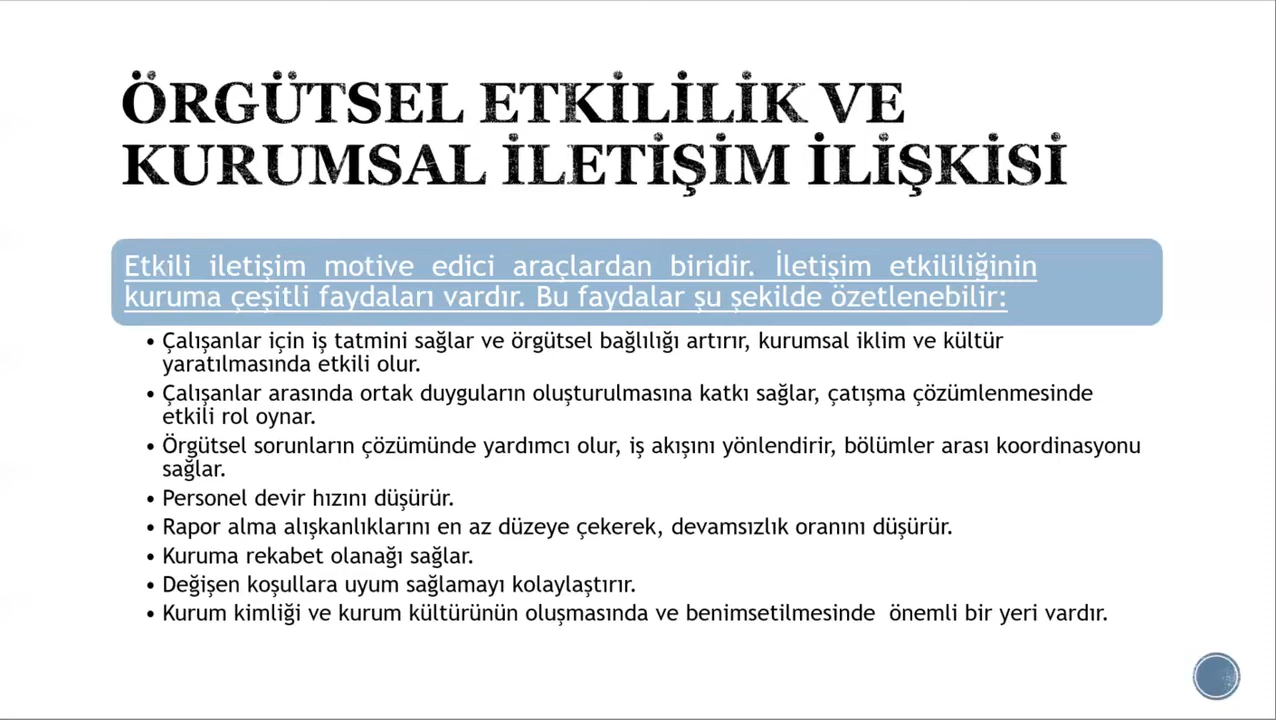 ÖRGÜTSEL ETKİLİLİK VE
KURUMSAL İLETİŞİM İLİŞKİSİ
Etkili iletişim motive edici araçlardan biridir. İletişim etkililiğinin
kuruma çeşitli faydaları vardır. Bu faydalar şu şekilde özetlenebilir:
• Çalışanlar için iş tatmini sağlar ve örgütsel bağlılığı artırır, kurumsal iklim ve kültür
yaratılmasında etkili olur.
• Çalışanlar arasında ortak duyguların oluşturulmasına katkı sağlar, çatışma çözümlenmesinde
etkili rol oynar.
• Örgütsel sorunların çözümünde yardımcı olur, iş akışını yönlendirir, bölümler arası koordinasyonu
sağlar.
• Personel devir hızını düşürür.
• Rapor alma alışkanlıklarını en az düzeye çekerek, devamsızlık oranını düşürür.
• Kuruma rekabet olanağı sağlar.
• Değişen koşullara uyum sağlamayı kolaylaştırır.
• Kurum kimliği ve kurum kültürünün oluşmasında ve benimsetilmesinde  önemli bir yeri vardır.